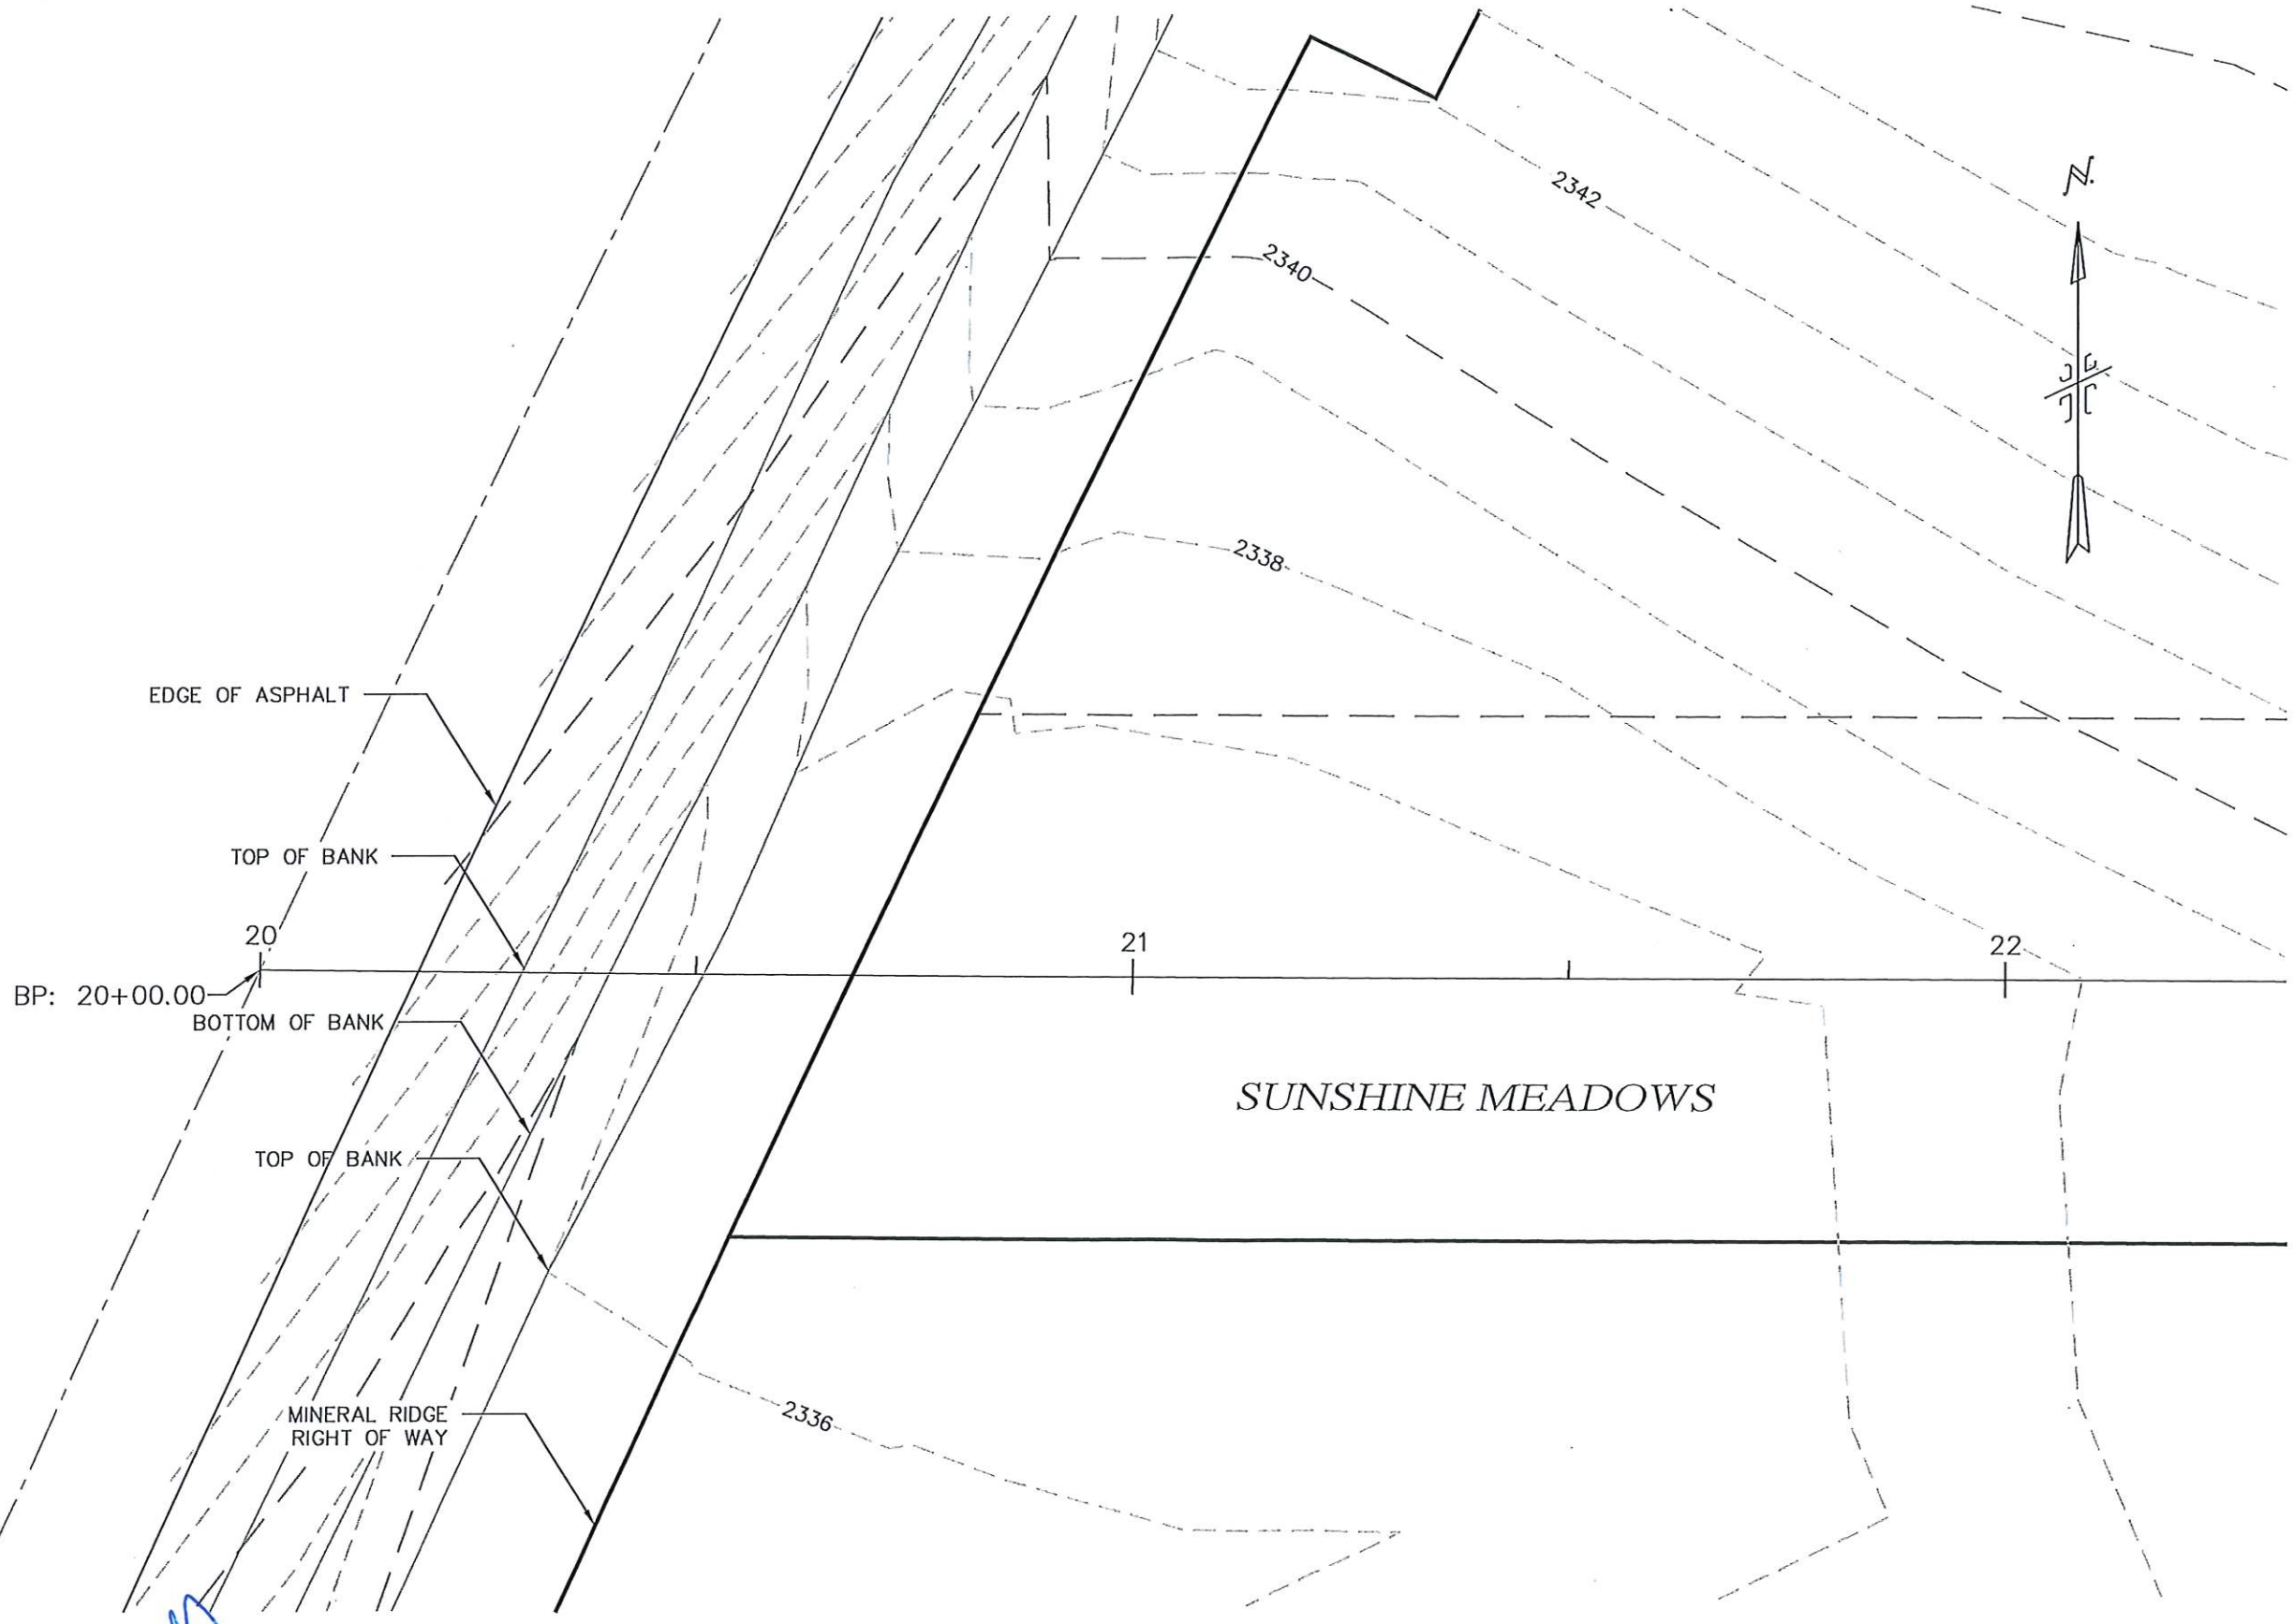 N.
2342
2340
2338
EDGE OF ASPHALT
TOP OF BANK
20
21
22
BP: 20+00.00
BOTTOM OF BANK
SUNSHINE MEADOWS
TOP OF BANK
MINERAL RIDGE
RIGHT OF WAY
2336